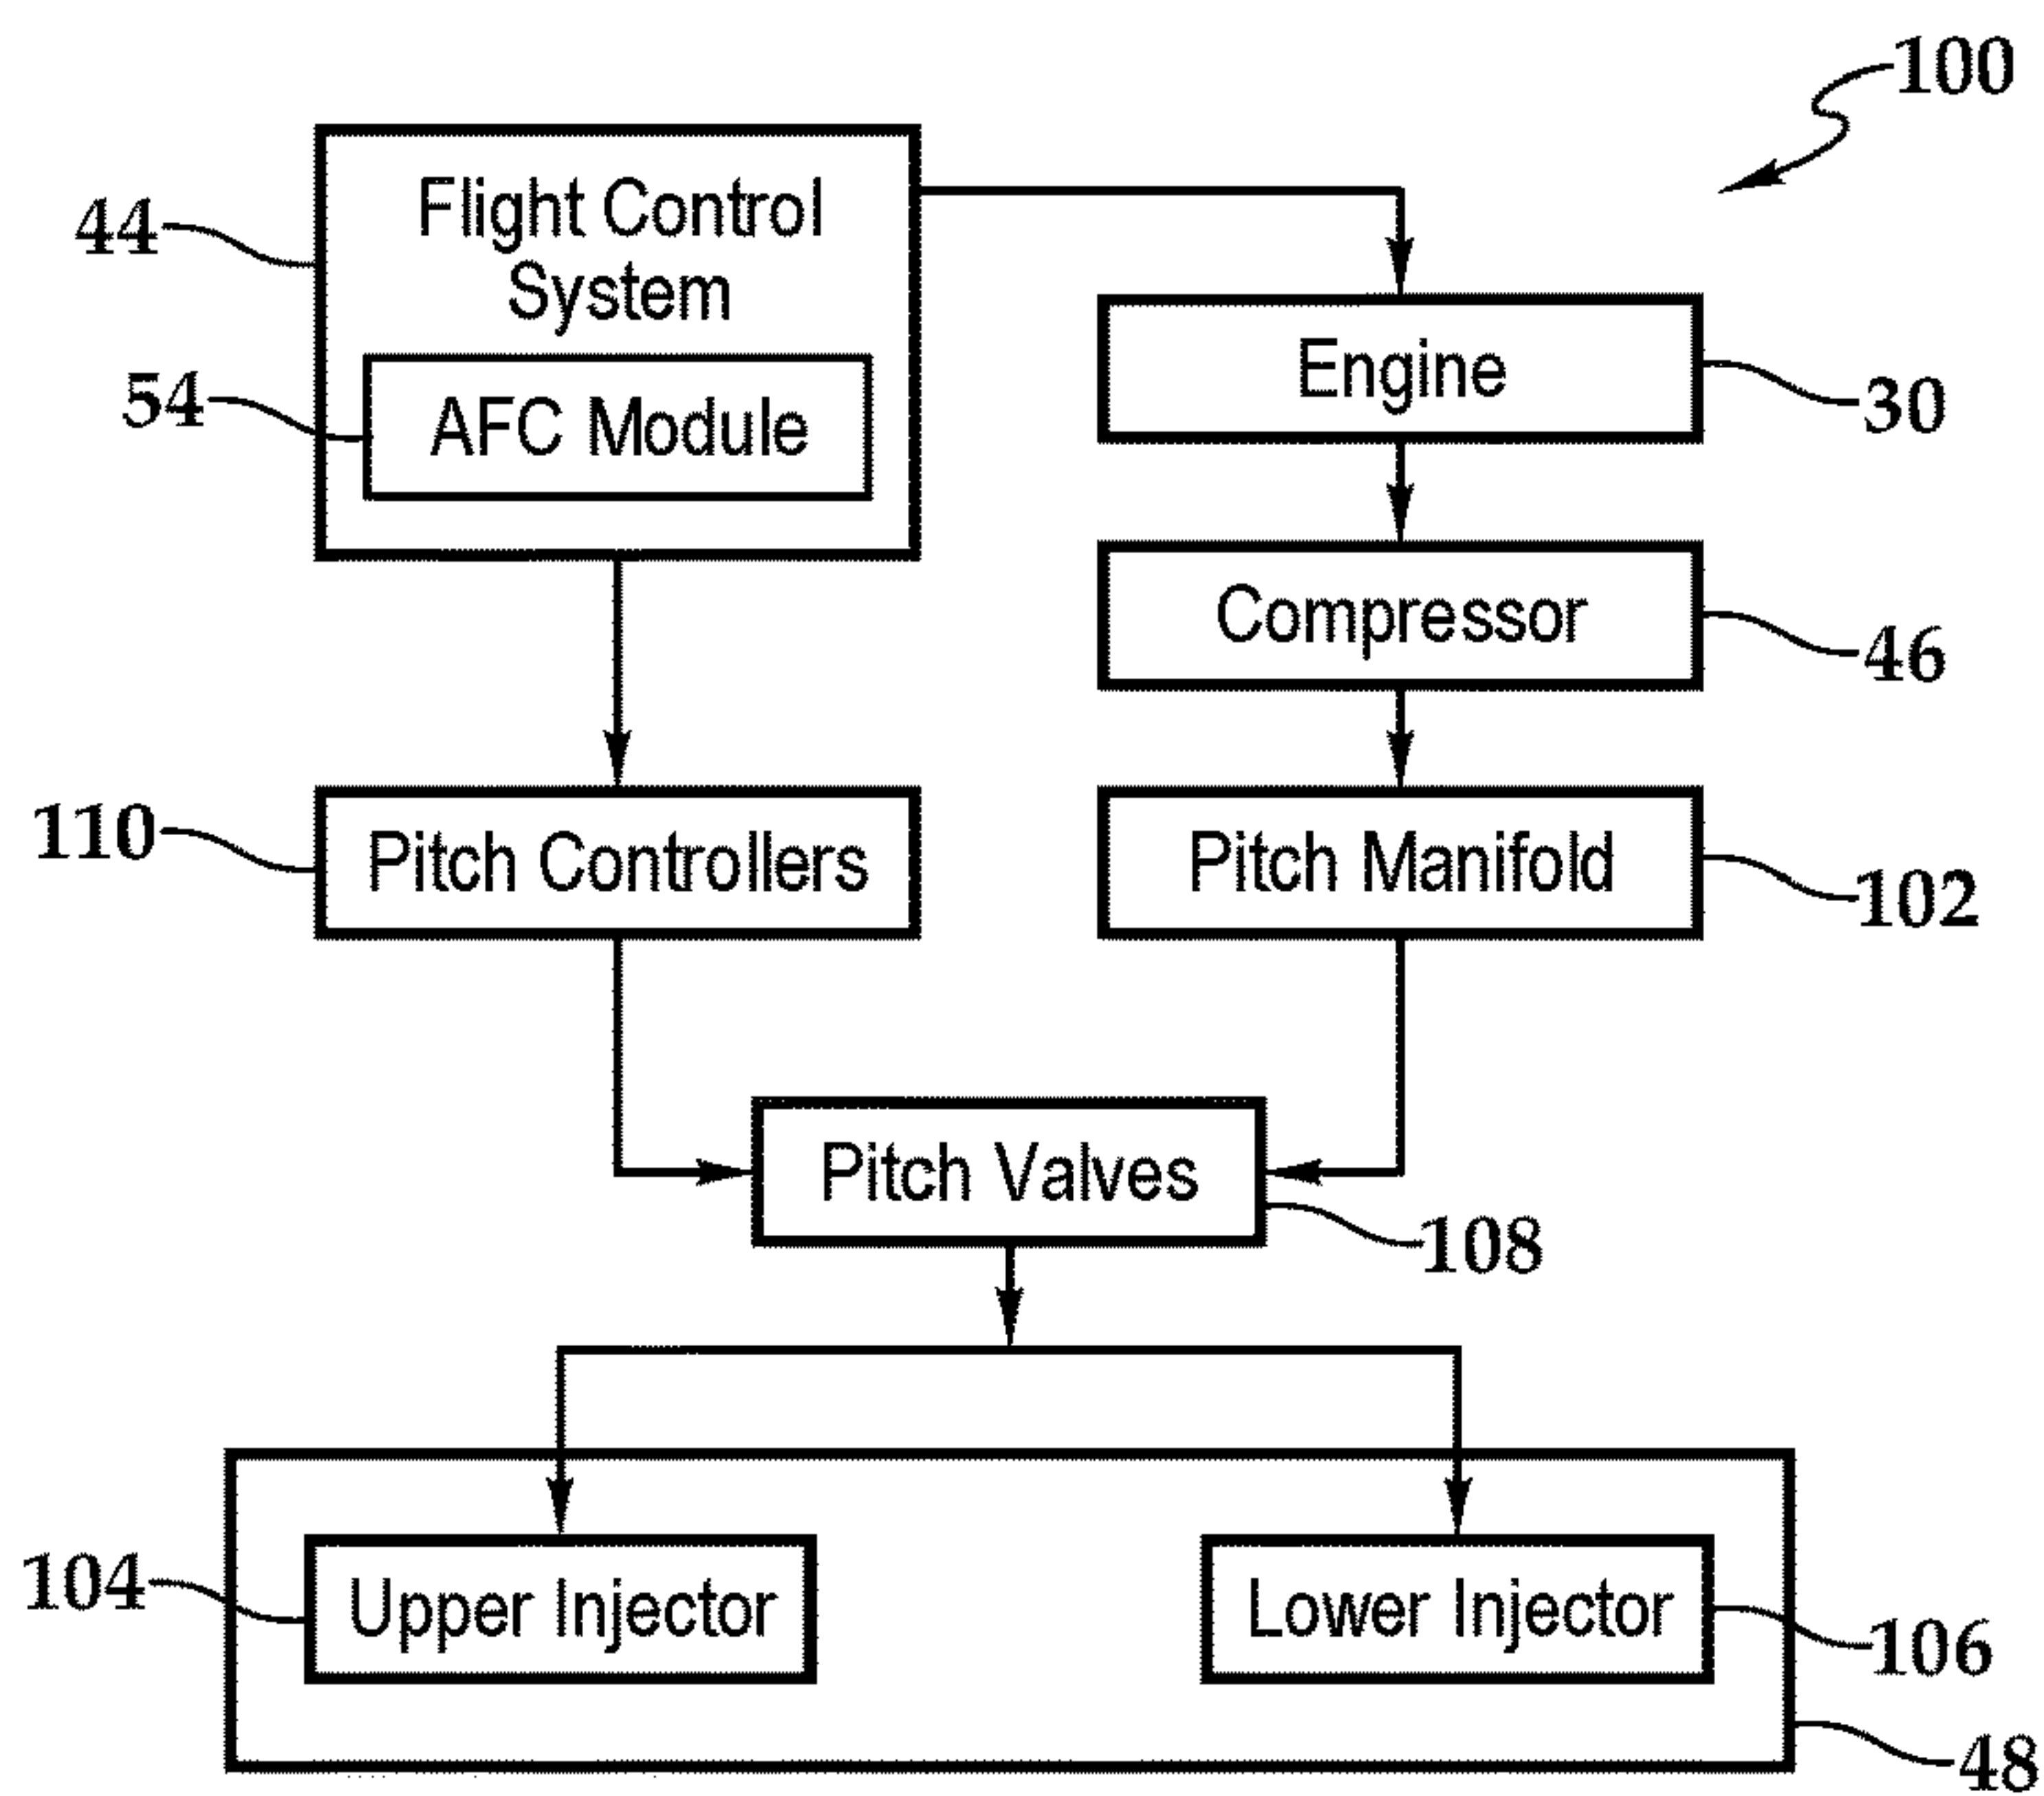 100
44
Flight Control
System
54
AFC Module
Engine
30
Compressor
46
110
Pitch Controllers
Pitch Manifold
102
Pitch Valves
108
104
Upper Injector
Lower Injector
106
48